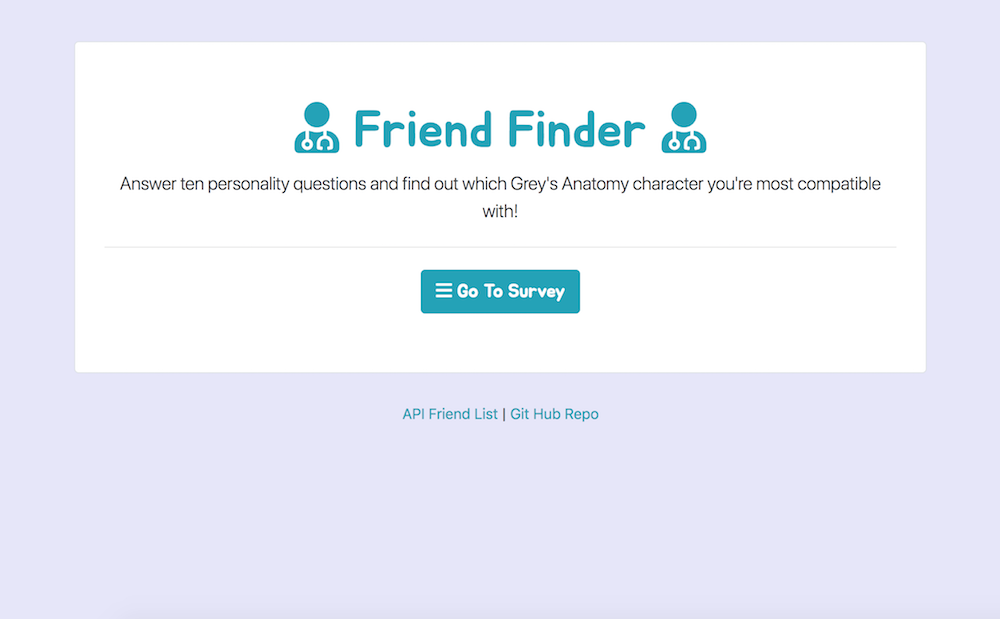 Friend Finder
Answer ten personality questions and find out which Grey's Anatomy character you're most compatible
with!
Go To Survey
API Friend List | Git Hub Repo